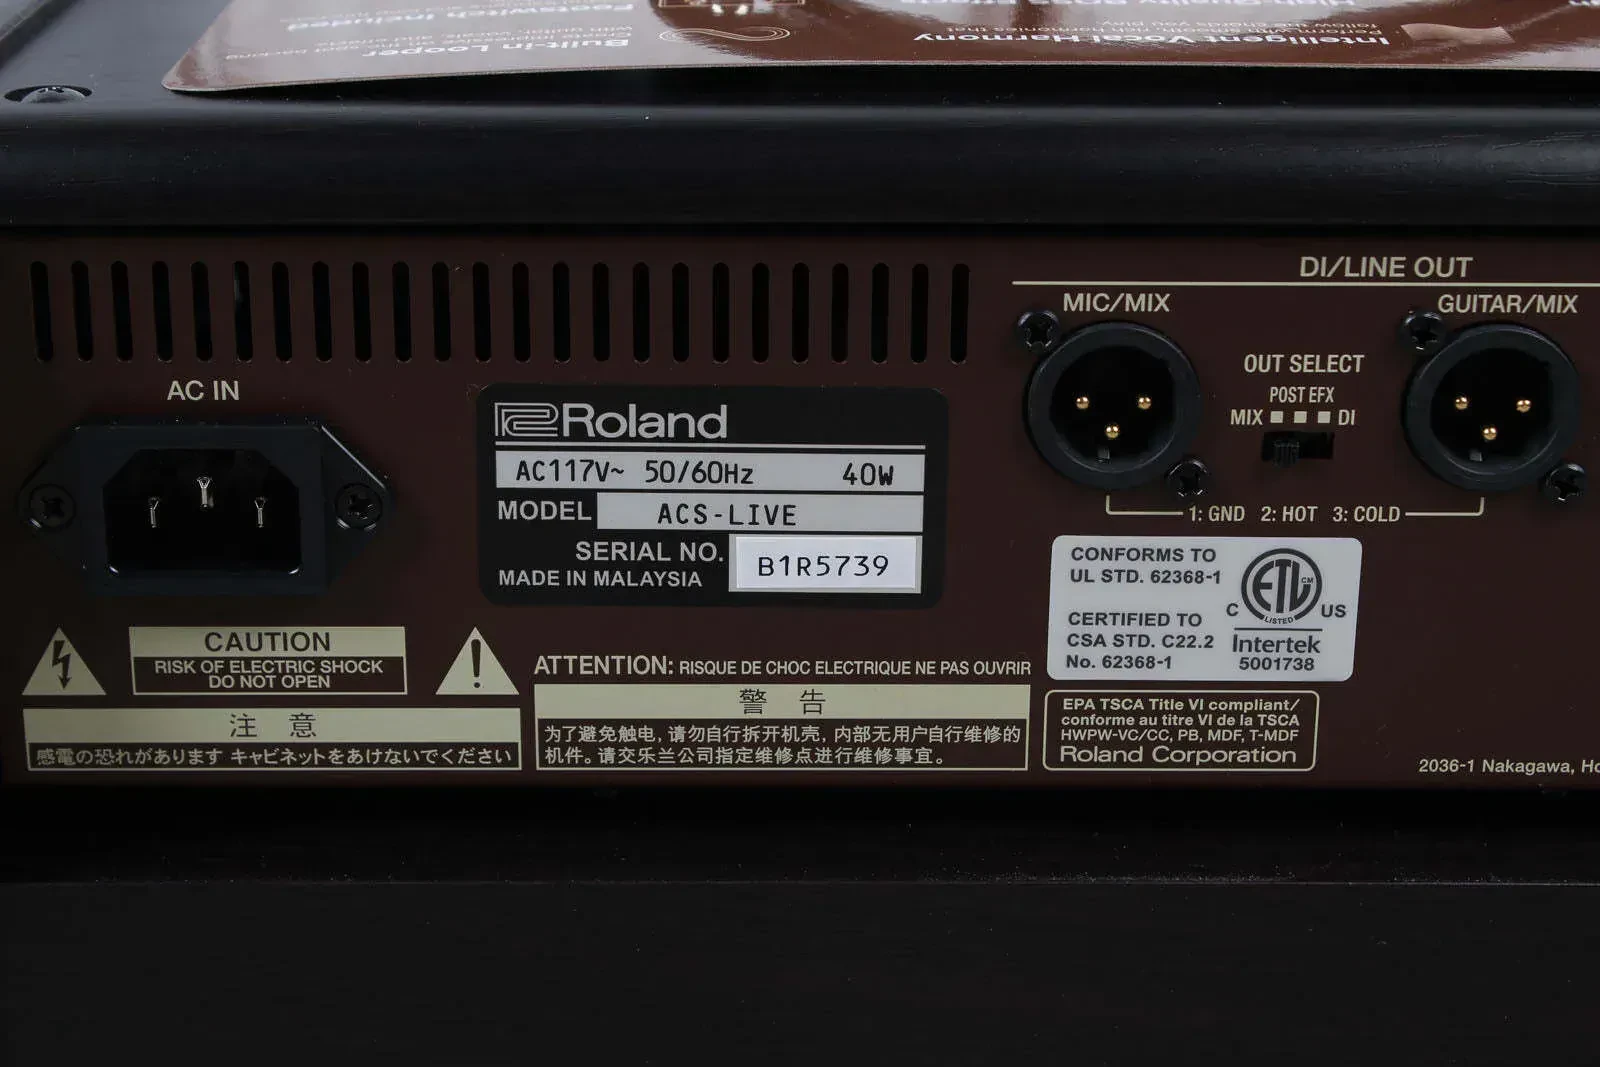 Built-in Looper
Footswitch Included
Intelligent Vocal Harmony
follow the chords you play.
DI/LINE OUT
MIC/MIX
GUITAR/MIX
OUT SELECT
POST EFX
MIX DI
1: GND 2: HOT 3: COLD
AC IN
Roland
AC117V~ 50/60Hz 40W
MODEL ACS-LIVE
SERIAL NO. B1R5739
MADE IN MALAYSIA
CONFORMS TO
UL STD. 62368-1
CERTIFIED TO
CSA STD. C22.2
No. 62368-1
ETL CM
LISTED
C US
Intertek
5001738
CAUTION
RISK OF ELECTRIC SHOCK
DO NOT OPEN
注 意
感電の恐れがあります キャビネットをあけないでください
ATTENTION: RISQUE DE CHOC ELECTRIQUE NE PAS OUVRIR
警 告
为了避免触电，请勿自行拆开机壳，内部无用户自行维修的
机件。请交乐兰公司指定维修点进行维修事宜。
EPA TSCA Title VI compliant/
conforme au titre VI de la TSCA
HWPW-VC/CC, PB, MDF, T-MDF
Roland Corporation
2036-1 Nakagawa,